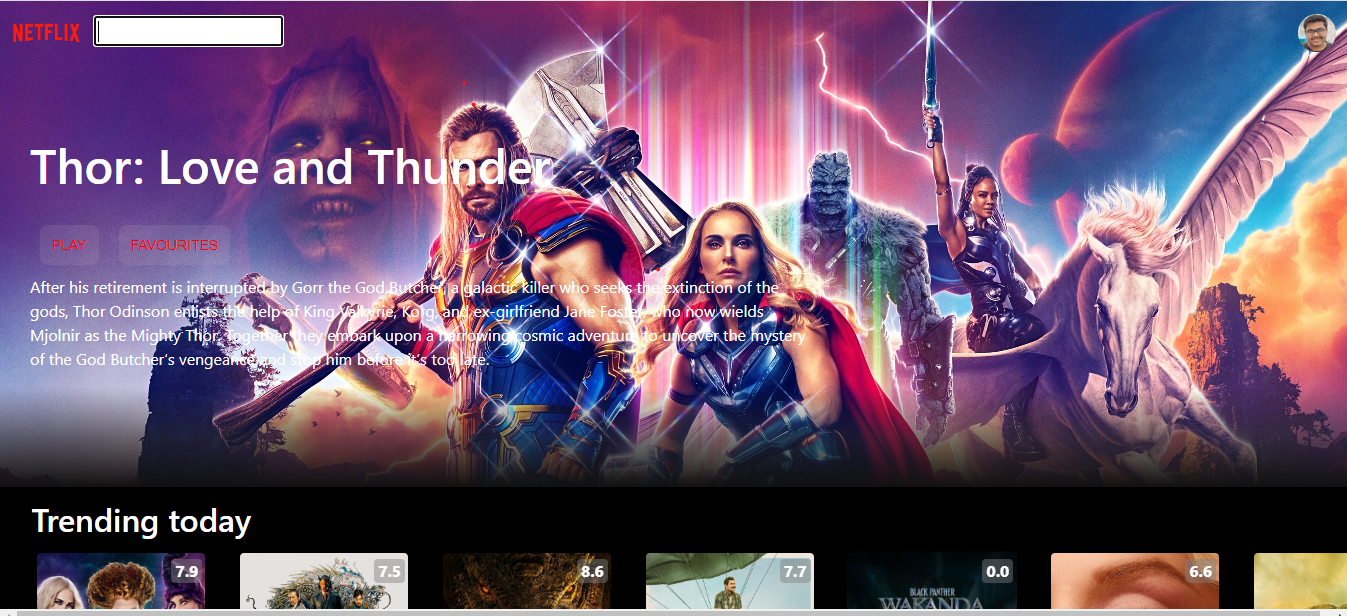 NETFLIX
Thor: Love and Thunder
PLAY FAVOURITES
After his retirement is interrupted by Gorr the God Butcher, a galactic killer who seeks the extinction of the
gods, Thor Odinson enlists the help of King Valkyrie, Korg, and ex-girlfriend Jane Foster, who now wields
Mjolnir as the Mighty Thor. Together they embark upon a harrowing cosmic adventure to uncover the mystery
of the God Butcher's vengeance and stop him before it's too late.
Trending today
7.9 7.5 8.6 7.7 0.0 6.6
BLACK PANTHER
WAKANDA